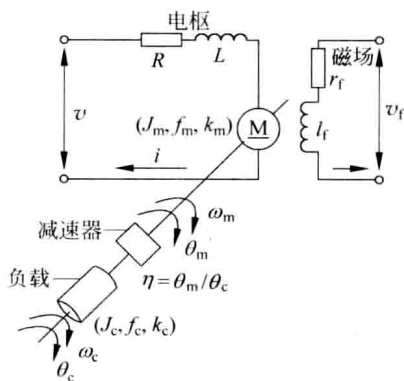 电枢
R L
磁场
r_f
v
(J_m, f_m, k_m)
M
l_f
v_f
i
ω_m
减速器
θ_m
负载
η=θ_m/θ_c
(J_c, f_c, k_c)
ω_c
θ_c